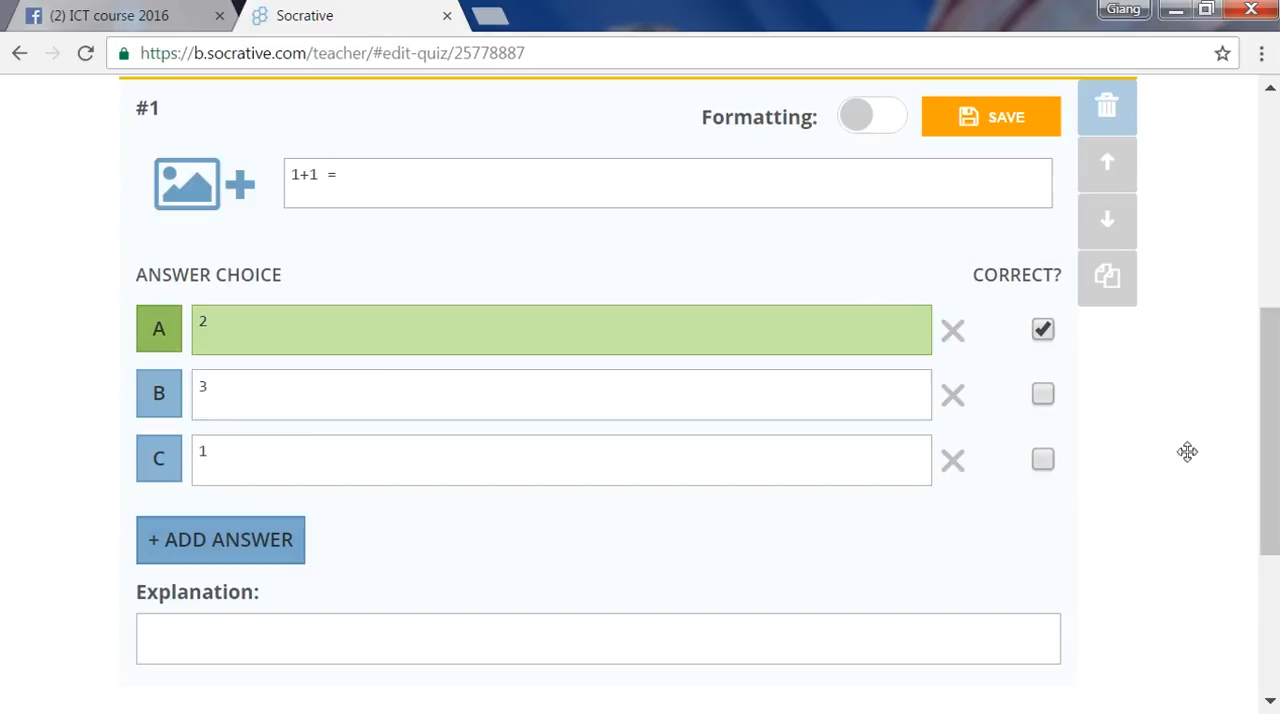 (2) ICT course 2016
Socrative
Giang
https://b.socrative.com/teacher/#edit-quiz/25778887
#1
Formatting:
SAVE
1+1 =
ANSWER CHOICE
CORRECT?
A
2
B
3
C
1
+ ADD ANSWER
Explanation: